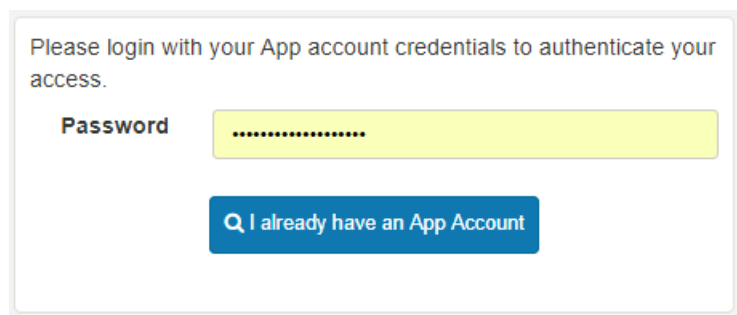 Please login with your App account credentials to authenticate your
access.
Password
•••••••••••••••••••
I already have an App Account